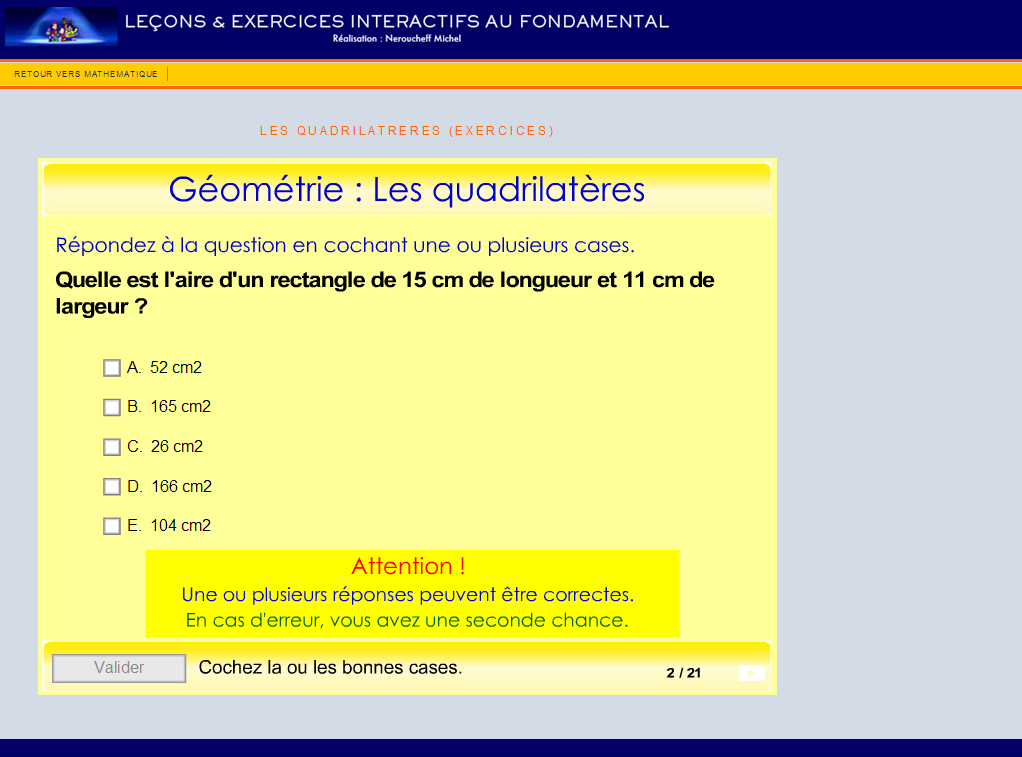 LEÇONS & EXERCICES INTERACTIFS AU FONDAMENTAL
Réalisation : Neroucheff Michel
RETOUR VERS MATHEMATIQUE
LES QUADRILATRERES (EXERCICES)
Géométrie : Les quadrilatères
Répondez à la question en cochant une ou plusieurs cases.
Quelle est l'aire d'un rectangle de 15 cm de longueur et 11 cm de
largeur ?
A. 52 cm2
B. 165 cm2
C. 26 cm2
D. 166 cm2
E. 104 cm2
Attention !
Une ou plusieurs réponses peuvent être correctes.
En cas d'erreur, vous avez une seconde chance.
Valider Cochez la ou les bonnes cases. 2 / 21